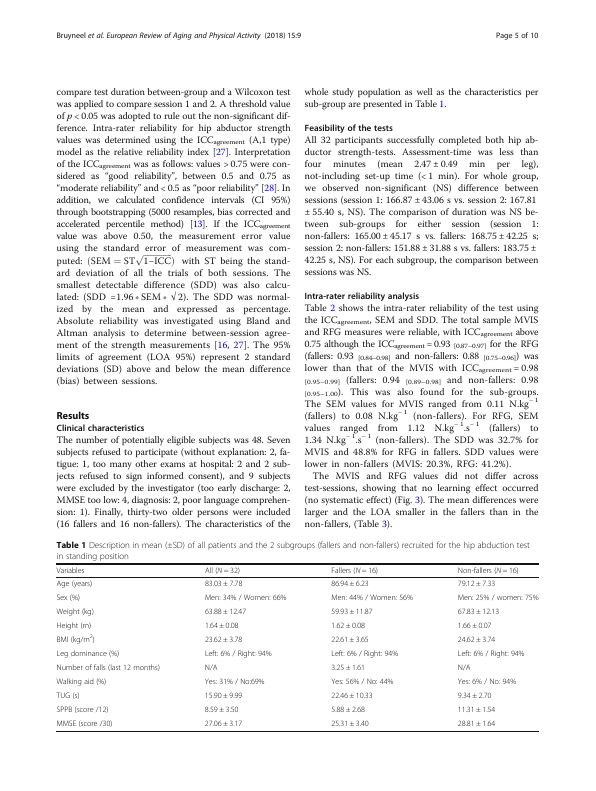 Bruyneel et al. European Review of Aging and Physical Activity (2018) 15:9
Page 5 of 10
compare test duration between-group and a Wilcoxon test
was applied to compare session 1 and 2. A threshold value
of p < 0.05 was adopted to rule out the non-significant dif-
ference. Intra-rater reliability for hip abductor strength
values was determined using the ICCagreement (A,1 type)
model as the relative reliability index [27]. Interpretation
of the ICCagreement was as follows: values > 0.75 were con-
sidered as “good reliability”, between 0.5 and 0.75 as
“moderate reliability” and < 0.5 as “poor reliability” [28]. In
addition, we calculated confidence intervals (CI 95%)
through bootstrapping (5000 resamples, bias corrected and
accelerated percentile method) [13]. If the ICCagreement
value was above 0.50, the measurement error value
using the standard error of measurement was com-
puted: (SEM = ST√1−ICC) with ST being the stand-
ard deviation of all the trials of both sessions. The
smallest detectable difference (SDD) was also calcu-
lated: (SDD =1.96 * SEM * √2). The SDD was normal-
ized by the mean and expressed as percentage.
Absolute reliability was investigated using Bland and
Altman analysis to determine between-session agree-
ment of the strength measurements [16, 27]. The 95%
limits of agreement (LOA 95%) represent 2 standard
deviations (SD) above and below the mean difference
(bias) between sessions.
Results
Clinical characteristics
The number of potentially eligible subjects was 48. Seven
subjects refused to participate (without explanation: 2, fa-
tigue: 1, too many other exams at hospital: 2 and 2 sub-
jects refused to sign informed consent), and 9 subjects
were excluded by the investigator (too early discharge: 2,
MMSE too low: 4, diagnosis: 2, poor language comprehen-
sion: 1). Finally, thirty-two older persons were included
(16 fallers and 16 non-fallers). The characteristics of the
whole study population as well as the characteristics per
sub-group are presented in Table 1.
Feasibility of the tests
All 32 participants successfully completed both hip ab-
ductor strength-tests. Assessment-time was less than
four minutes (mean 2.47 ± 0.49 min per leg),
not-including set-up time (< 1 min). For whole group,
we observed non-significant (NS) difference between
sessions (session 1: 166.87 ± 43.06 s vs. session 2: 167.81
± 55.40 s, NS). The comparison of duration was NS be-
tween sub-groups for either session (session 1:
non-fallers: 165.00 ± 45.17 s vs. fallers: 168.75 ± 42.25 s;
session 2: non-fallers: 151.88 ± 31.88 s vs. fallers: 183.75 ±
42.25 s, NS). For each subgroup, the comparison between
sessions was NS.
Intra-rater reliability analysis
Table 2 shows the intra-rater reliability of the test using
the ICCagreement, SEM and SDD. The total sample MVIS
and RFG measures were reliable, with ICCagreement above
0.75 although the ICCagreement = 0.93 [0.87–0.97] for the RFG
(fallers: 0.93 [0.84–0.98] and non-fallers: 0.88 [0.75–0.96]) was
lower than that of the MVIS with ICCagreement = 0.98
[0.95–0.99] (fallers: 0.94 [0.89–0.98] and non-fallers: 0.98
[0.95–1.00). This was also found for the sub-groups.
The SEM values for MVIS ranged from 0.11 N.kg−1
(fallers) to 0.08 N.kg−1 (non-fallers). For RFG, SEM
values ranged from 1.12 N.kg−1.s−1 (fallers) to
1.34 N.kg−1.s−1 (non-fallers). The SDD was 32.7% for
MVIS and 48.8% for RFG in fallers. SDD values were
lower in non-fallers (MVIS: 20.3%, RFG: 41.2%).
The MVIS and RFG values did not differ across
test-sessions, showing that no learning effect occurred
(no systematic effect) (Fig. 3). The mean differences were
larger and the LOA smaller in the fallers than in the
non-fallers, (Table 3).
Table 1 Description in mean (±SD) of all patients and the 2 subgroups (fallers and non-fallers) recruited for the hip abduction test
in standing position
Variables All (N = 32) Fallers (N = 16) Non-fallers (N = 16)
Age (years) 83.03 ± 7.78 86.94 ± 6.23 79.12 ± 7.33
Sex (%) Men: 34% / Women: 66% Men: 44% / Women: 56% Men: 25% / women: 75%
Weight (kg) 63.88 ± 12.47 59.93 ± 11.87 67.83 ± 12.13
Height (m) 1.64 ± 0.08 1.62 ± 0.08 1.66 ± 0.07
BMI (kg/m2) 23.62 ± 3.78 22.61 ± 3.65 24.62 ± 3.74
Leg dominance (%) Left: 6% / Right: 94% Left: 6% / Right: 94% Left: 6% / Right: 94%
Number of falls (last 12 months) N/A 3.25 ± 1.61 N/A
Walking aid (%) Yes: 31% / No:69% Yes: 56% / No: 44% Yes: 6% / No: 94%
TUG (s) 15.90 ± 9.99 22.46 ± 10.33 9.34 ± 2.70
SPPB (score /12) 8.59 ± 3.50 5.88 ± 2.68 11.31 ± 1.54
MMSE (score /30) 27.06 ± 3.17 25.31 ± 3.40 28.81 ± 1.64